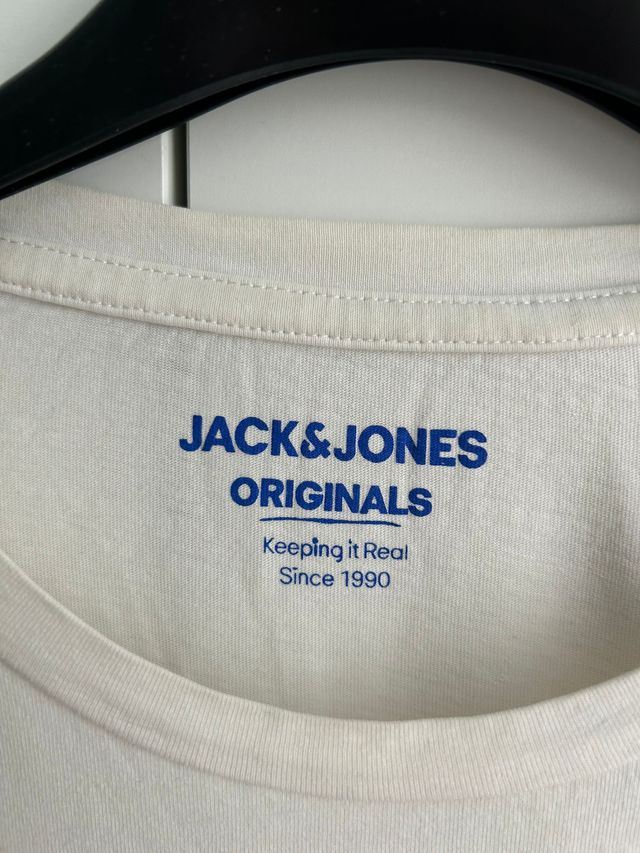 JACK&JONES
ORIGINALS
Keeping it Real
Since 1990